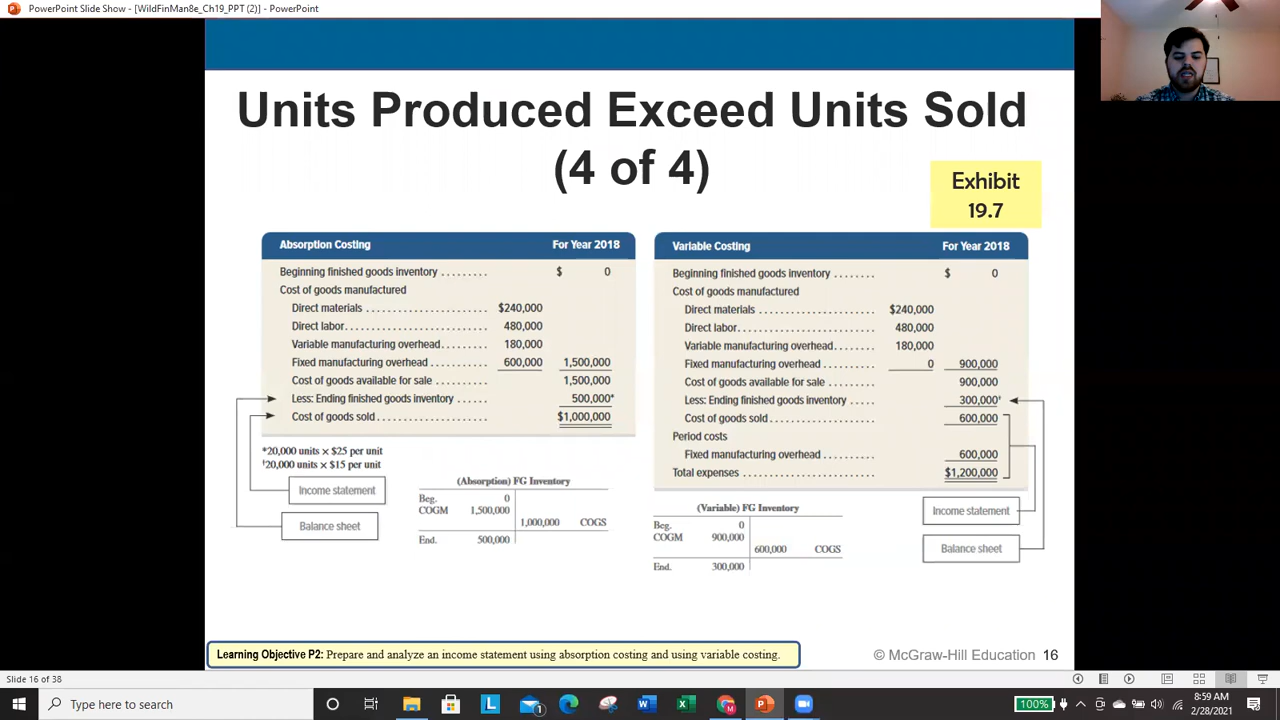 PowerPoint Slide Show - [WildFinMan8e_Ch19_PPT (2)] - PowerPoint
Units Produced Exceed Units Sold
(4 of 4)
Exhibit
19.7
Absorption Costing For Year 2018
Beginning finished goods inventory ......... $ 0
Cost of goods manufactured
Direct materials ....................... $240,000
Direct labor........................... 480,000
Variable manufacturing overhead........ 180,000
Fixed manufacturing overhead .......... 600,000 1,500,000
Cost of goods available for sale ......... 1,500,000
Less: Ending finished goods inventory ...... 500,000*
Cost of goods sold...................... $1,000,000
*20,000 units × $25 per unit
†20,000 units × $15 per unit
Income statement
Balance sheet
(Absorption) FG Inventory
Beg. 0
COGM 1,500,000
1,000,000 COGS
End. 500,000
Variable Costing For Year 2018
Beginning finished goods inventory ........ $ 0
Cost of goods manufactured
Direct materials ....................... $240,000
Direct labor........................... 480,000
Variable manufacturing overhead........ 180,000
Fixed manufacturing overhead .......... 0 900,000
Cost of goods available for sale ......... 900,000
Less: Ending finished goods inventory ..... 300,000†
Cost of goods sold...................... 600,000
Period costs
Fixed manufacturing overhead .......... 600,000
Total expenses .......................... $1,200,000
(Variable) FG Inventory
Beg. 0
COGM 900,000
600,000 COGS
End. 300,000
Income statement
Balance sheet
Learning Objective P2: Prepare and analyze an income statement using absorption costing and using variable costing.
© McGraw-Hill Education 16
Slide 16 of 38
Type here to search
100%
8:59 AM
2/28/2021